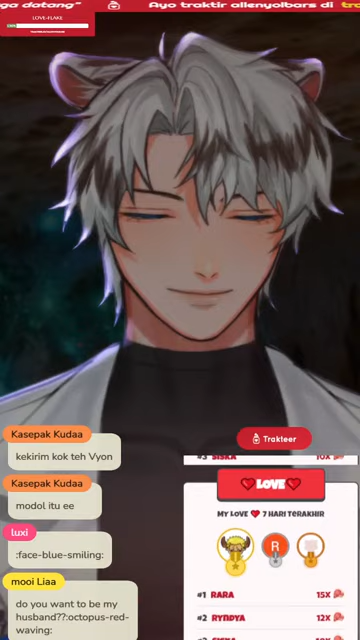 ga datang”
Ayo traktir allenyolbars di
LOVE-FLAKE
Kasepak Kudaa
kekirim kok teh Vyon
Kasepak Kudaa
modol itu ee
luxi
:face-blue-smiling:
mooi Liaa
do you want to be my
husband??:octopus-red-
waving:
Trakteer
#3 SISKA 10X
LOVE
MY LOVE 7 HARI TERAKHIR
R
#1 RARA 15X
#2 RYNDYA 12X